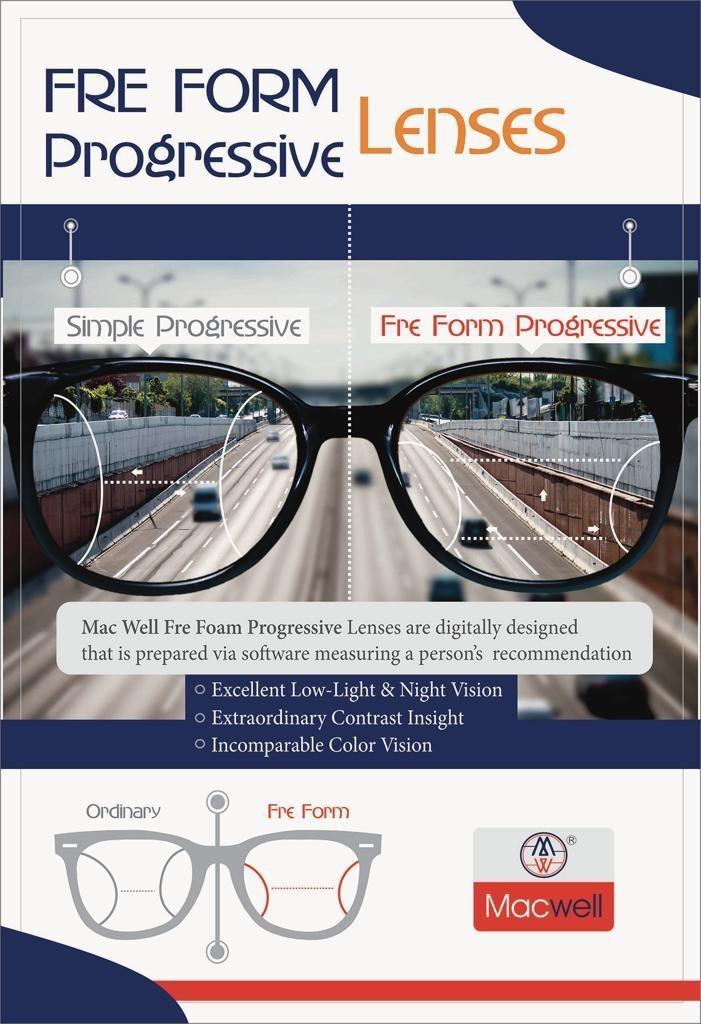 FRE FORM
Progressive
Lenses
Simple Progressive
Fre Form Progressive
Mac Well Fre Foam Progressive Lenses are digitally designed
that is prepared via software measuring a person's recommendation
Excellent Low-Light & Night Vision
Extraordinary Contrast Insight
Incomparable Color Vision
Ordinary
Fre Form
MW ®
Macwell